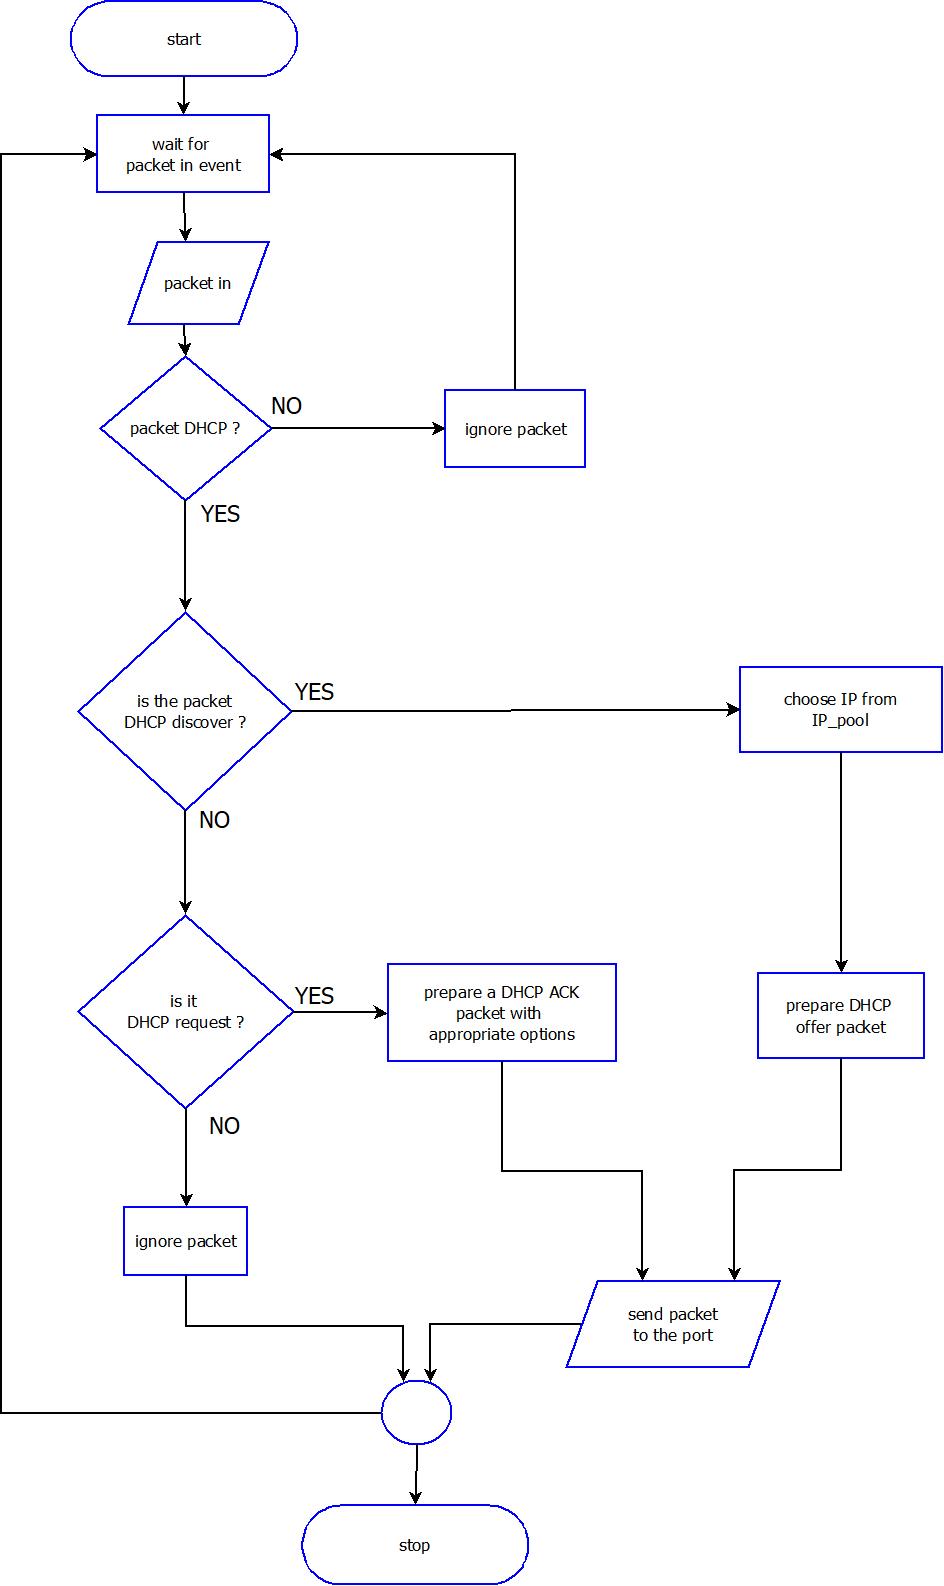 start
wait for
packet in event
packet in
packet DHCP ?
NO
ignore packet
YES
is the packet
DHCP discover ?
YES
choose IP from
IP_pool
NO
is it
DHCP request ?
YES
prepare a DHCP ACK
packet with
appropriate options
prepare DHCP
offer packet
NO
ignore packet
send packet
to the port
stop